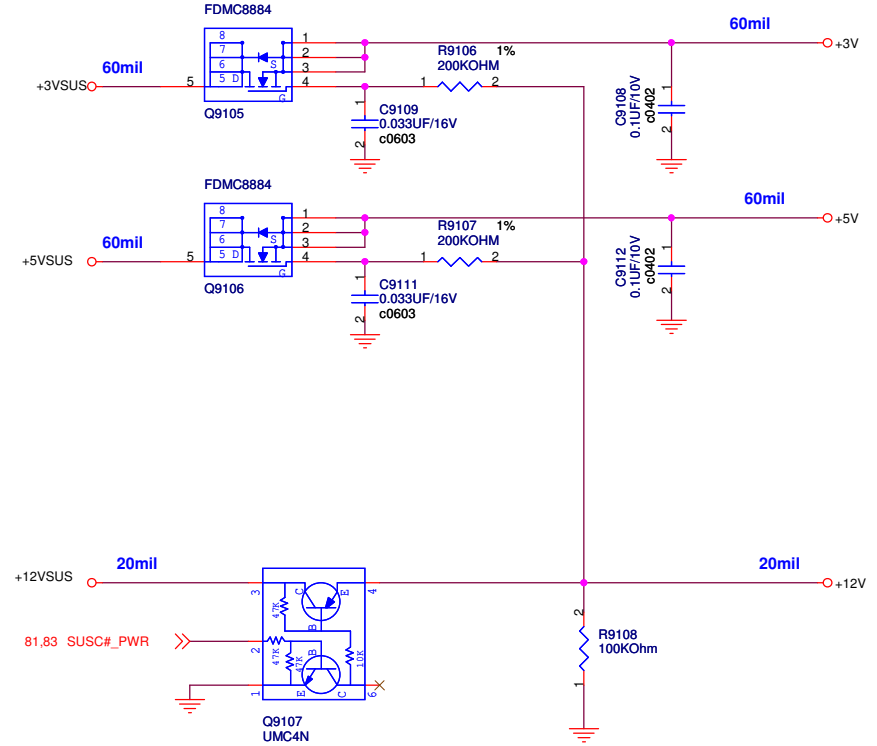 FDMC8884
8
7
6
5 D
S
G
1
2
3
4
5
60mil
+3VSUS
Q9105
R9106 1%
200KOHM
1 2
1
2
C9109
0.033UF/16V
c0603
60mil
+3V
C9108
0.1UF/10V
c0402
1
2
FDMC8884
8
7
6
5 D
S
G
1
2
3
4
5
60mil
+5VSUS
Q9106
R9107 1%
200KOHM
1 2
1
2
C9111
0.033UF/16V
c0603
60mil
+5V
C9112
0.1UF/10V
c0402
1
2
20mil
+12VSUS
3
C
E
4
47K
B
81,83 SUSC#_PWR
2
47K
47K
B
10K
1
E
C
6
Q9107
UMC4N
20mil
+12V
2
R9108
100KOhm
1